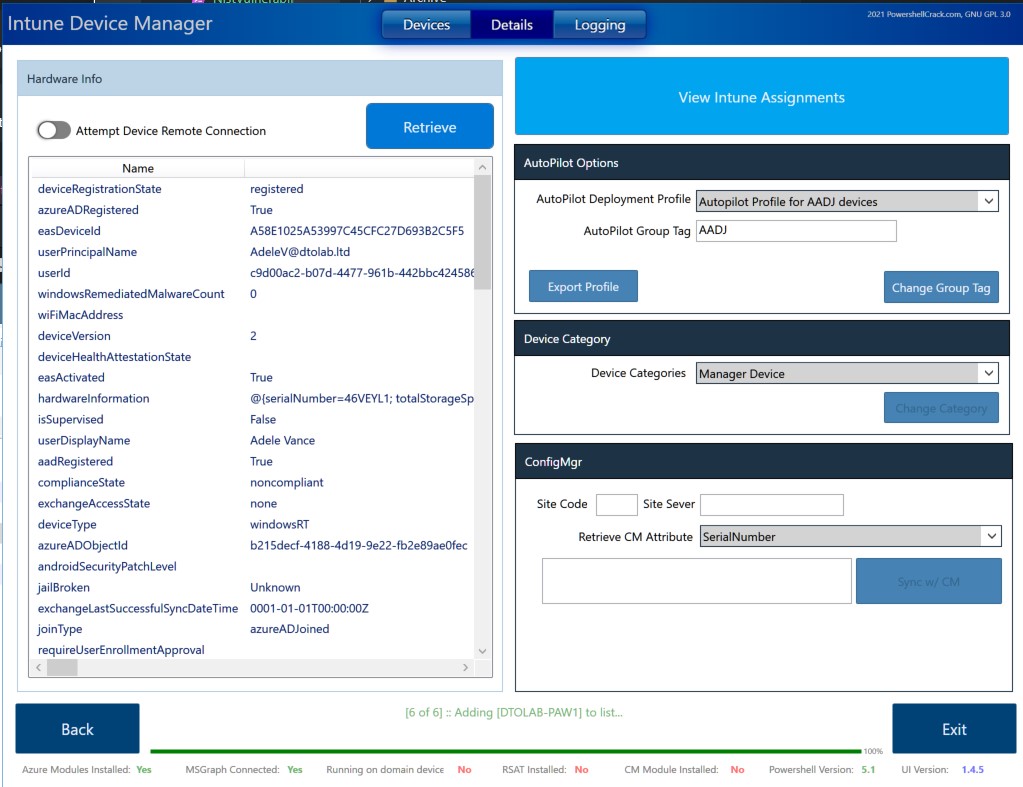 Intune Device Manager
Devices Details Logging
2021 PowershellCrack.com, GNU GPL 3.0
Hardware Info
Attempt Device Remote Connection
Retrieve
Name
deviceRegistrationState registered
azureADRegistered True
easDeviceId A58E1025A53997C45CFC27D693B2C5F5
userPrincipalName AdeleV@dtolab.ltd
userId c9d00ac2-b07d-4477-961b-442bbc424586
windowsRemediatedMalwareCount 0
wiFiMacAddress
deviceVersion 2
deviceHealthAttestationState
easActivated True
hardwareInformation @{serialNumber=46VEYL1; totalStorageSp
isSupervised False
userDisplayName Adele Vance
aadRegistered True
complianceState noncompliant
exchangeAccessState none
deviceType windowsRT
azureADObjectId b215decf-4188-4d19-9e22-fb2e89ae0fec
androidSecurityPatchLevel
jailBroken Unknown
exchangeLastSuccessfulSyncDateTime 0001-01-01T00:00:00Z
joinType azureADJoined
requireUserEnrollmentApproval
View Intune Assignments
AutoPilot Options
AutoPilot Deployment Profile Autopilot Profile for AADJ devices
AutoPilot Group Tag AADJ
Export Profile Change Group Tag
Device Category
Device Categories Manager Device
Change Category
ConfigMgr
Site Code Site Sever
Retrieve CM Attribute SerialNumber
Sync w/ CM
Back
[6 of 6] :: Adding [DTOLAB-PAW1] to list...
100%
Exit
Azure Modules Installed: Yes MSGraph Connected: Yes Running on domain device No RSAT Installed: No CM Module Installed: No Powershell Version: 5.1 UI Version: 1.4.5